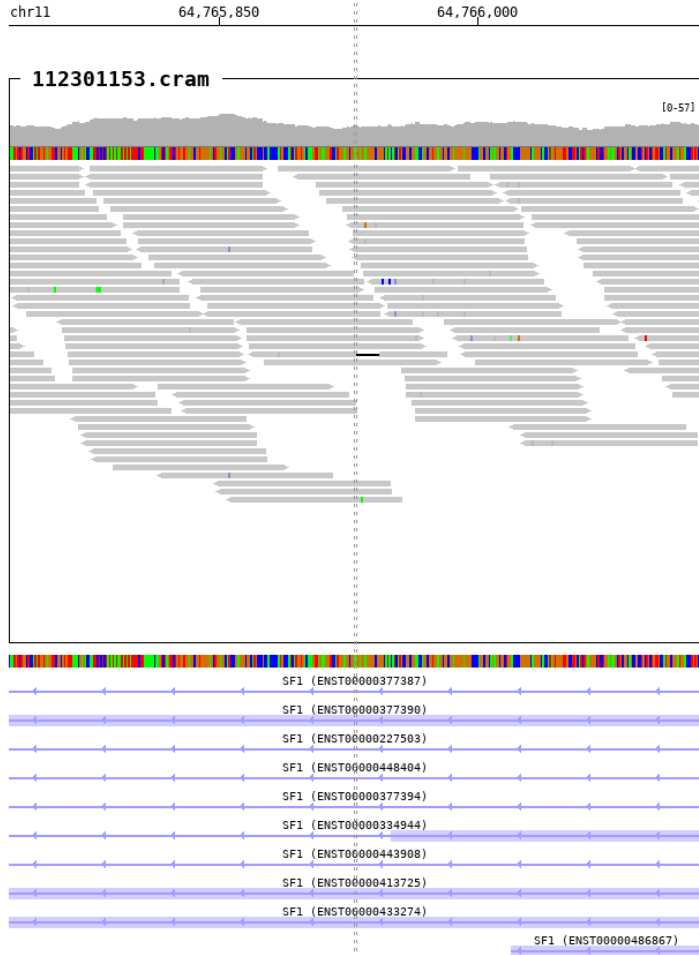 chr11 64,765,850 64,766,000
112301153.cram
[0-57]
SF1 (ENST00000377387)
SF1 (ENST00000377390)
SF1 (ENST00000227503)
SF1 (ENST00000448404)
SF1 (ENST00000377394)
SF1 (ENST00000334944)
SF1 (ENST00000443908)
SF1 (ENST00000413725)
SF1 (ENST00000433274)
SF1 (ENST00000486867)